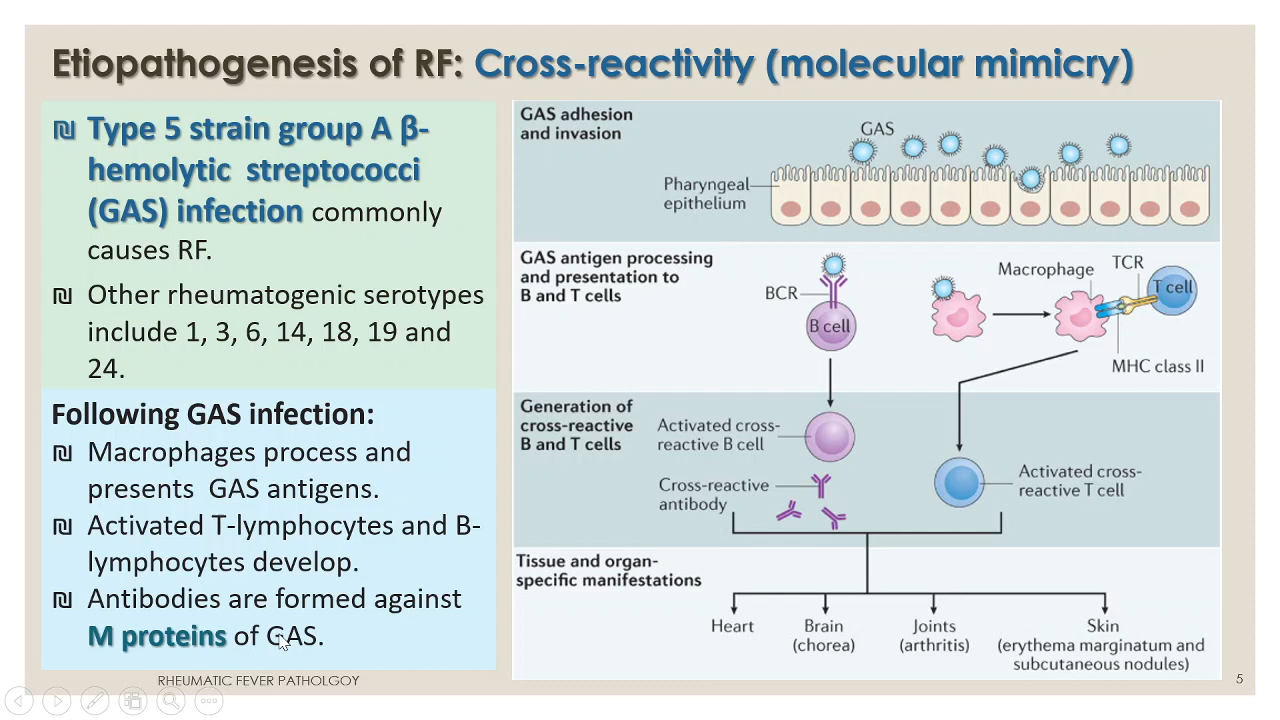 Etiopathogenesis of RF: Cross-reactivity (molecular mimicry)
₪ Type 5 strain group A β-
hemolytic streptococci
(GAS) infection commonly
causes RF.
₪ Other rheumatogenic serotypes
include 1, 3, 6, 14, 18, 19 and
24.
Following GAS infection:
₪ Macrophages process and
presents GAS antigens.
₪ Activated T-lymphocytes and B-
lymphocytes develop.
₪ Antibodies are formed against
M proteins of GAS.
GAS adhesion
and invasion
GAS
Pharyngeal
epithelium
GAS antigen processing
and presentation to
B and T cells
BCR
B cell
Macrophage
TCR
T cell
MHC class II
Generation of
cross-reactive
B and T cells
Activated cross-
reactive B cell
Cross-reactive
antibody
Activated cross-
reactive T cell
Tissue and organ-
specific manifestations
Heart
Brain
(chorea)
Joints
(arthritis)
Skin
(erythema marginatum and
subcutaneous nodules)
RHEUMATIC FEVER PATHOLGOY
5